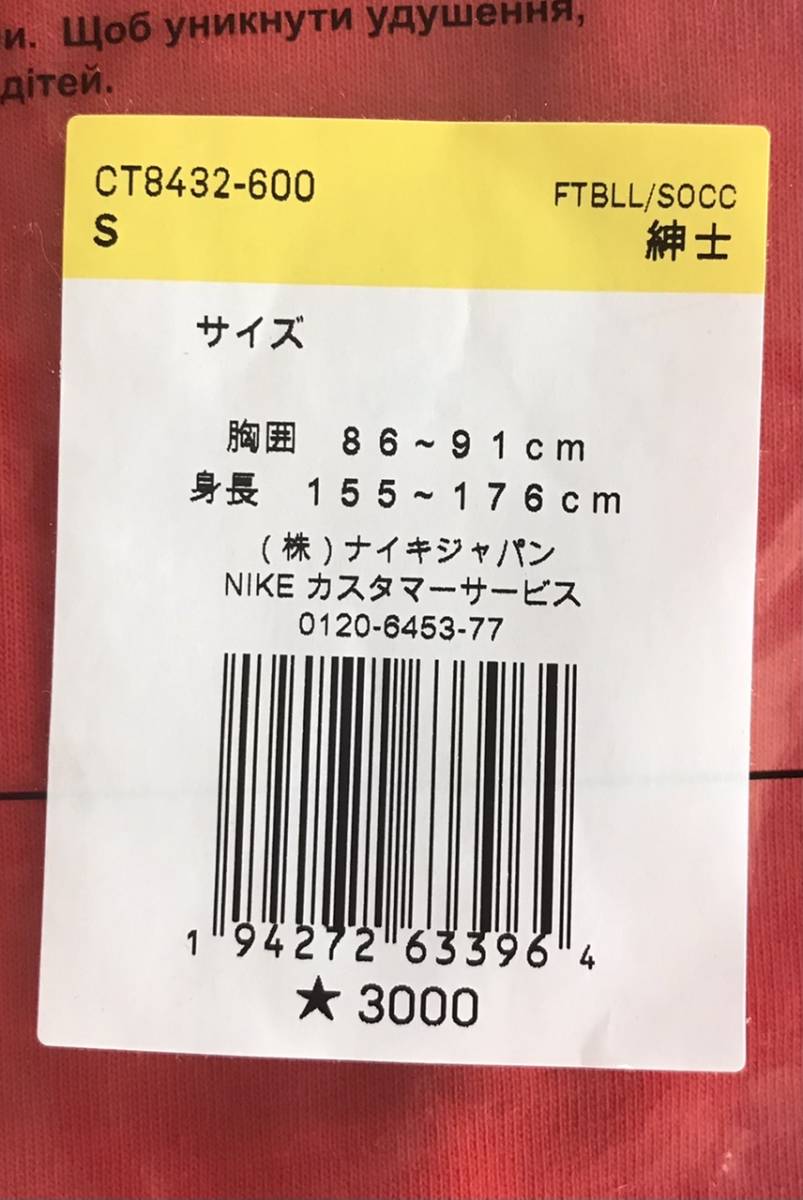 и. Щоб уникнути удушення,
дітей.
CT8432-600
FTBLL/SOCC
S
紳士
サイズ
胸囲 86~91cm
身長 155~176cm
(株)ナイキジャパン
NIKE カスタマーサービス
0120-6453-77
1 94272 63396 4
★3000